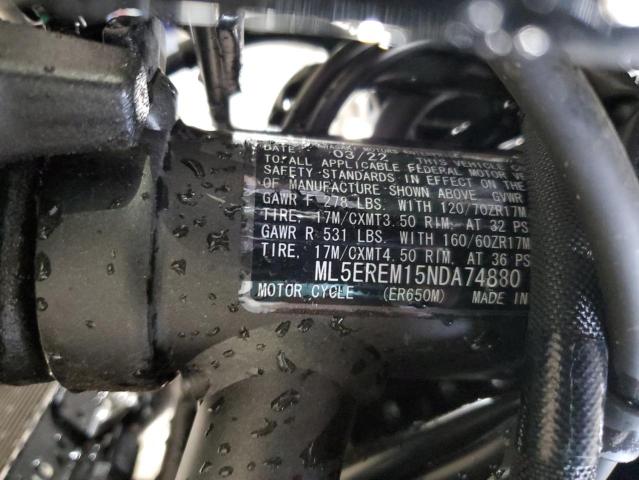 DATE: 03/22 THIS VEHICLE
TO: ALL APPLICABLE FEDERAL MOTOR VE
SAFETY STANDARDS IN EFFECT ON THE
OF MANUFACTURE SHOWN ABOVE. GVWR
GAWR F 278 LBS. WITH 120/70ZR17M
TIRE, 17M/CXMT3.50 RIM, AT 32 PS
GAWR R 531 LBS. WITH 160/60ZR17M
TIRE, 17M/CXMT4.50 RIM, AT 36 PS
ML5EREM15NDA74880
MOTOR CYCLE (ER650M) MADE IN